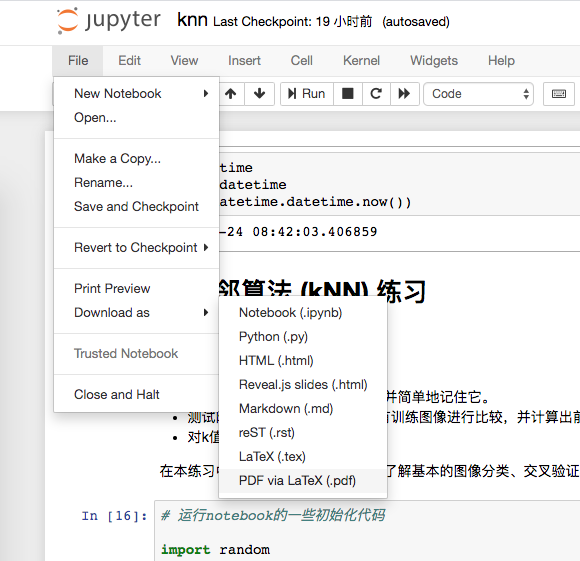 jupyter knn Last Checkpoint: 19 小时前 (autosaved)
File Edit View Insert Cell Kernel Widgets Help
New Notebook
Open...
Make a Copy...
Rename...
Save and Checkpoint
Revert to Checkpoint
Print Preview
Download as
Trusted Notebook
Close and Halt
Run
Code
etime
datetime
atetime.datetime.now())
-24 08:42:03.406859
邻算法 (kNN) 练习
Notebook (.ipynb)
Python (.py)
HTML (.html)
Reveal.js slides (.html)
Markdown (.md)
reST (.rst)
LaTeX (.tex)
PDF via LaTeX (.pdf)
并简单地记住它。
测试
训练图像进行比较，并计算出前
对k值
在本练习中
了解基本的图像分类、交叉验证
In [16]:
# 运行notebook的一些初始化代码
import random